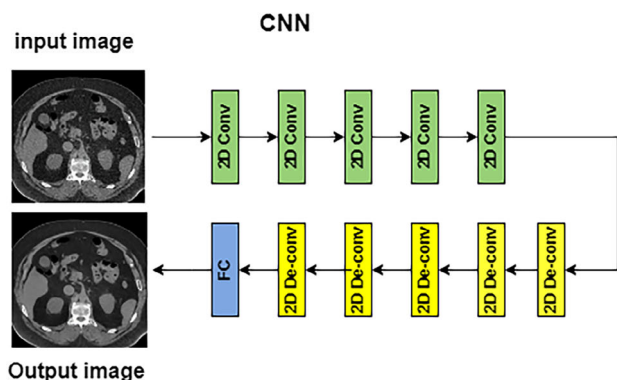 CNN
input image
2D Conv
2D Conv
2D Conv
2D Conv
2D Conv
FC
2D De-conv
2D De-conv
2D De-conv
2D De-conv
2D De-conv
Output image